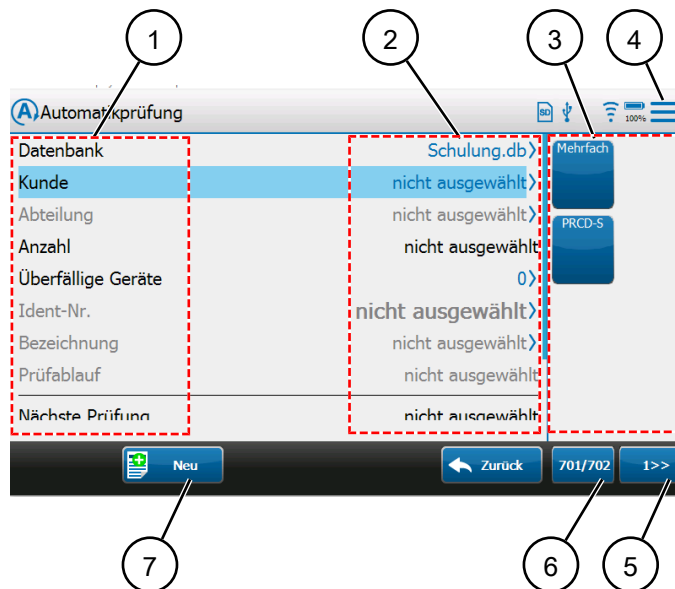 1 2 3 4
A Automatikprüfung SD 100%
Datenbank Schulung.db
Kunde nicht ausgewählt
Abteilung nicht ausgewählt
Anzahl nicht ausgewählt
Überfällige Geräte 0
Ident-Nr. nicht ausgewählt
Bezeichnung nicht ausgewählt
Prüfablauf nicht ausgewählt
Nächste Prüfung nicht ausgewählt
Mehrfach
PRCD-S
Neu Zurück 701/702 1>>
7 6 5